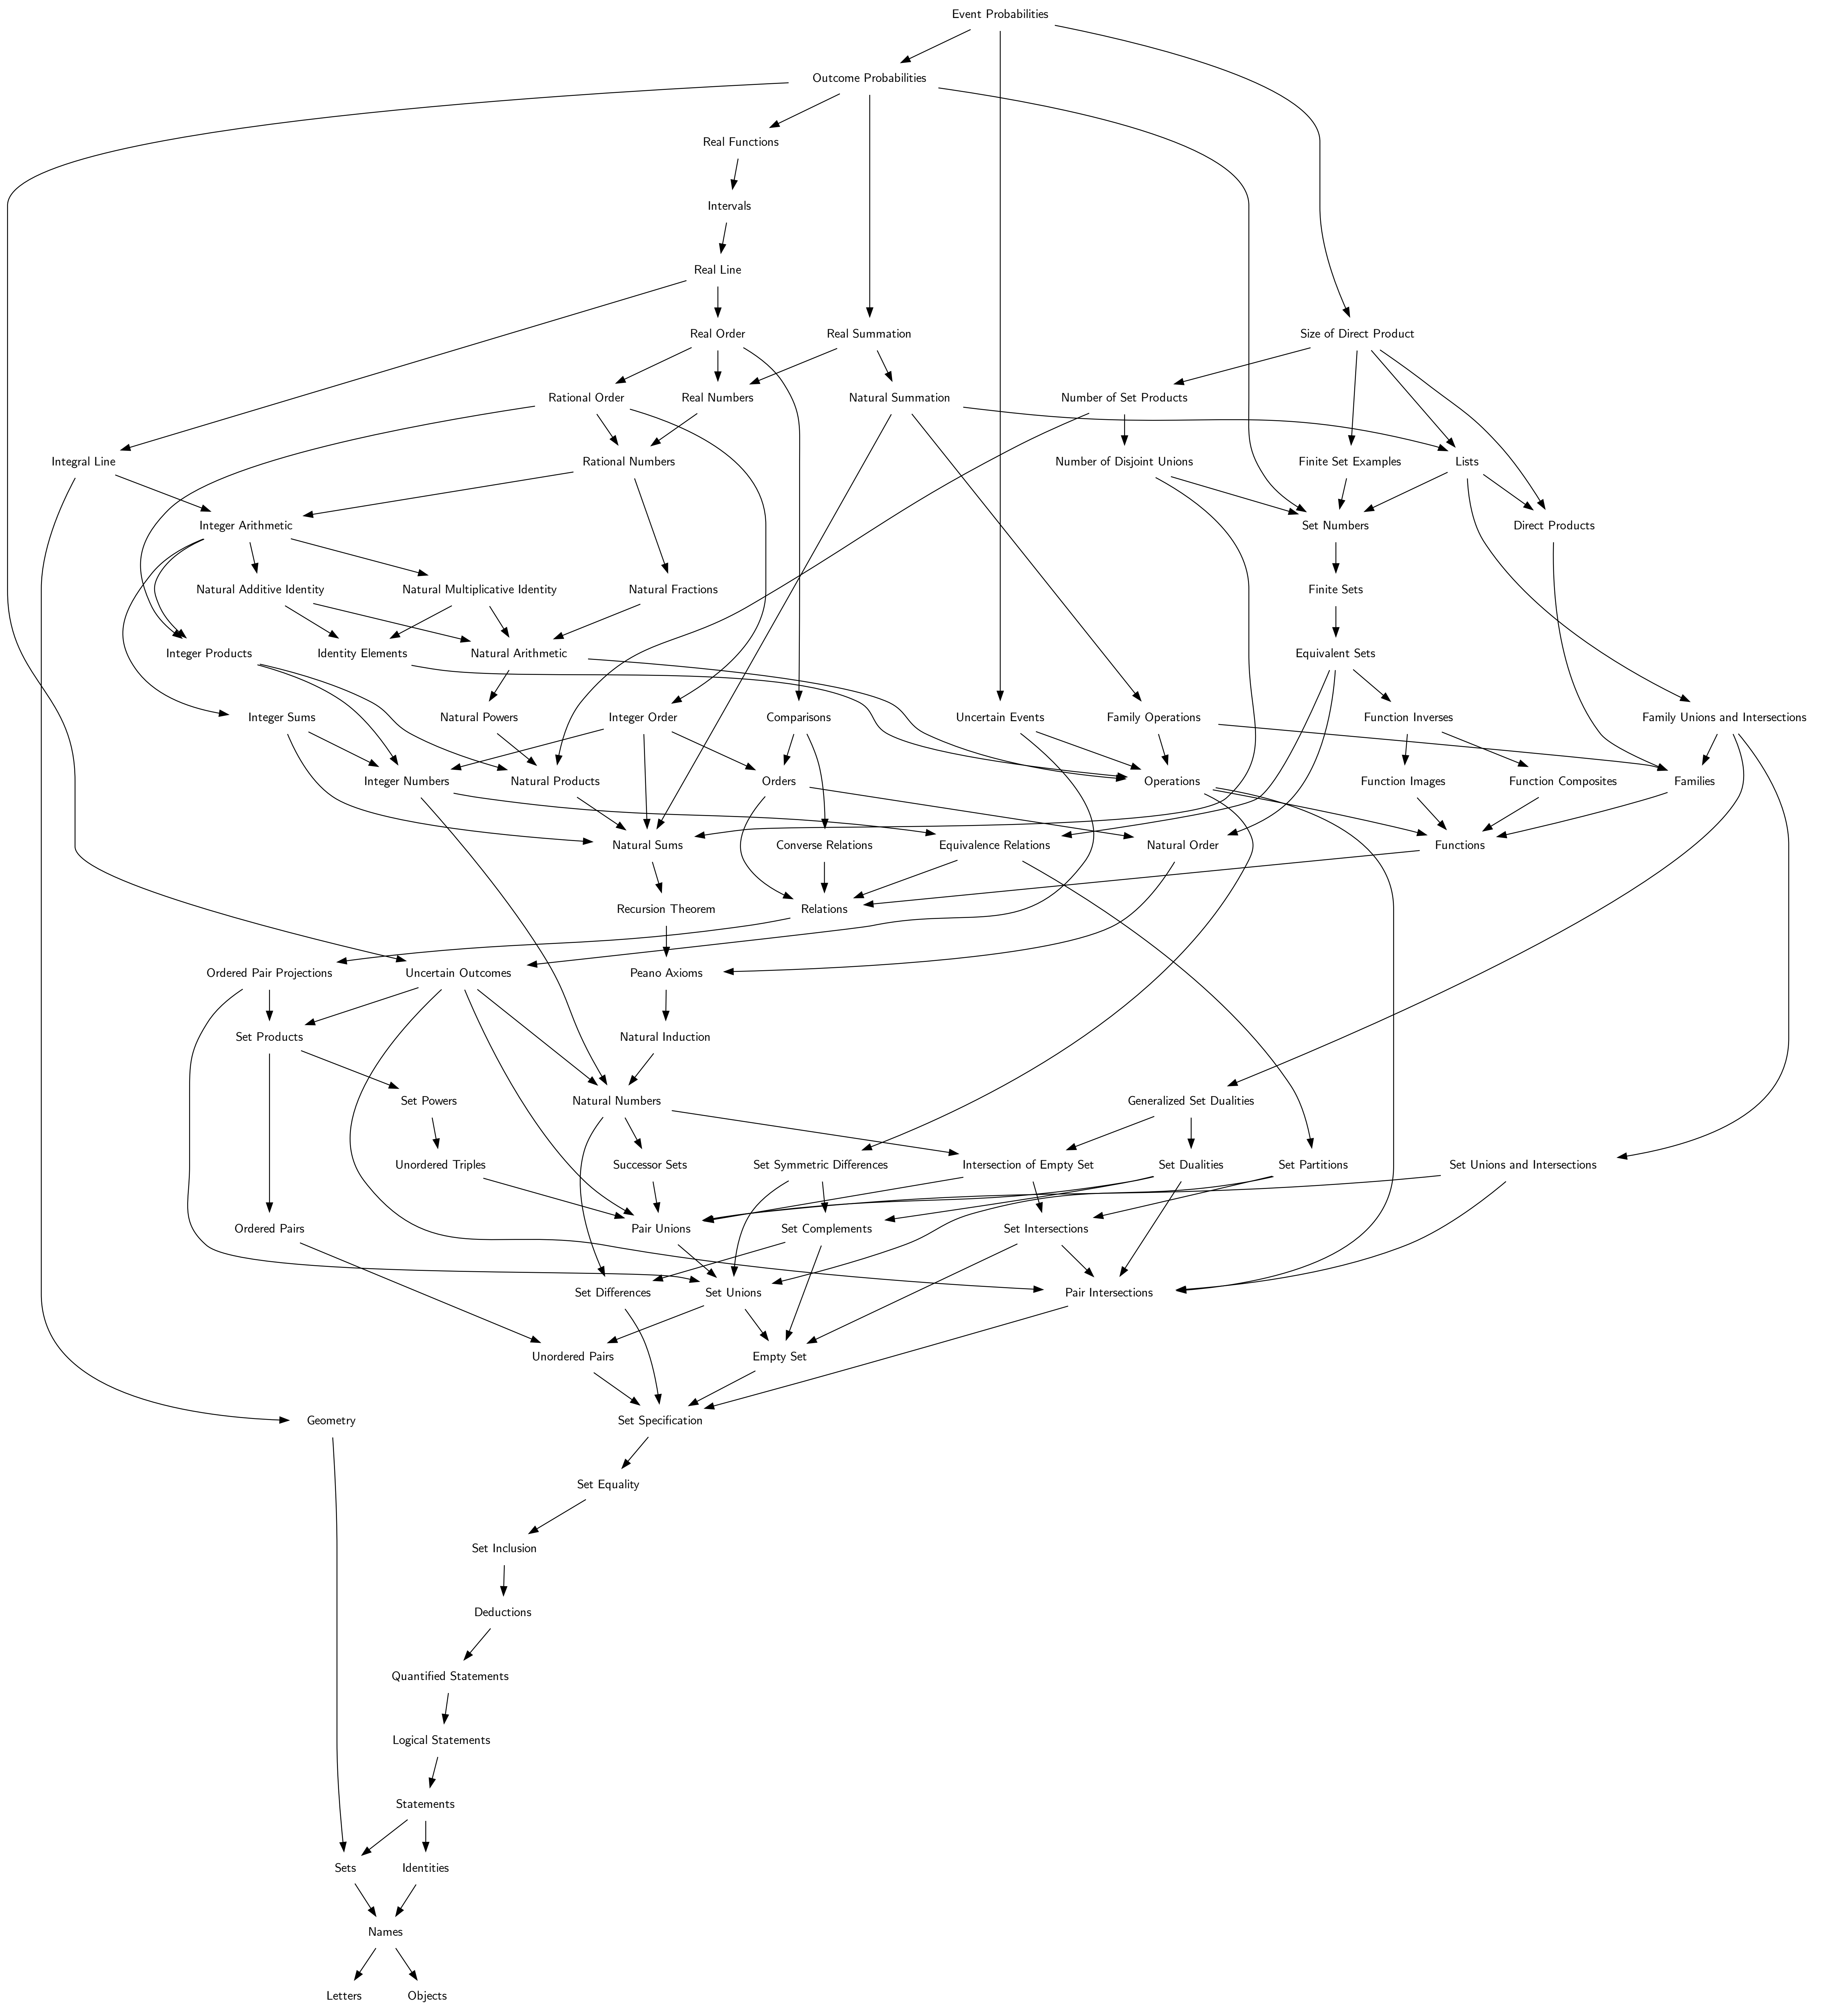 Event Probabilities
Outcome Probabilities
Real Functions
Intervals
Real Line
Real Order
Real Summation
Size of Direct Product
Rational Order
Real Numbers
Natural Summation
Number of Set Products
Integral Line
Rational Numbers
Number of Disjoint Unions
Finite Set Examples
Lists
Integer Arithmetic
Set Numbers
Direct Products
Natural Additive Identity
Natural Multiplicative Identity
Natural Fractions
Finite Sets
Integer Products
Identity Elements
Natural Arithmetic
Equivalent Sets
Integer Sums
Natural Powers
Integer Order
Comparisons
Uncertain Events
Family Operations
Function Inverses
Family Unions and Intersections
Integer Numbers
Natural Products
Orders
Operations
Function Images
Function Composites
Families
Natural Sums
Converse Relations
Equivalence Relations
Natural Order
Functions
Recursion Theorem
Relations
Ordered Pair Projections
Uncertain Outcomes
Peano Axioms
Set Products
Natural Induction
Set Powers
Natural Numbers
Generalized Set Dualities
Unordered Triples
Successor Sets
Set Symmetric Differences
Intersection of Empty Set
Set Dualities
Set Partitions
Set Unions and Intersections
Ordered Pairs
Pair Unions
Set Complements
Set Intersections
Set Differences
Set Unions
Pair Intersections
Unordered Pairs
Empty Set
Geometry
Set Specification
Set Equality
Set Inclusion
Deductions
Quantified Statements
Logical Statements
Statements
Sets
Identities
Names
Letters
Objects